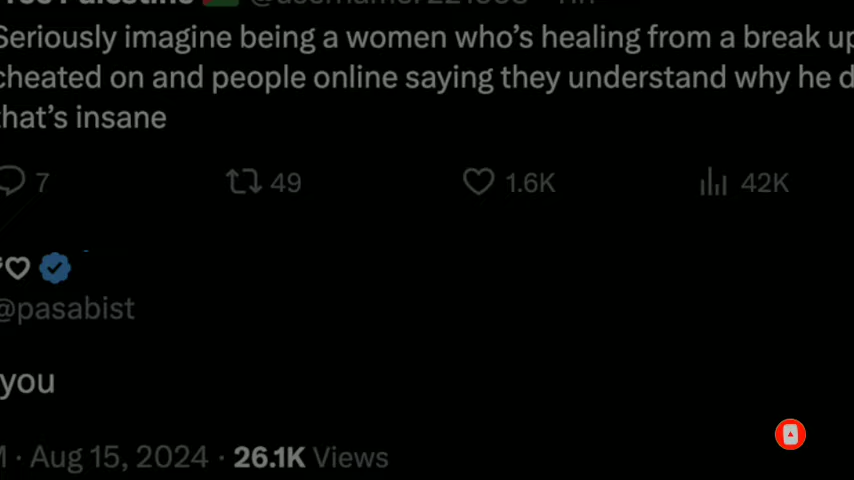 Seriously imagine being a women who's healing from a break up
cheated on and people online saying they understand why he d
that's insane
7 49 1.6K 42K
@pasabist
you
· Aug 15, 2024 · 26.1K Views